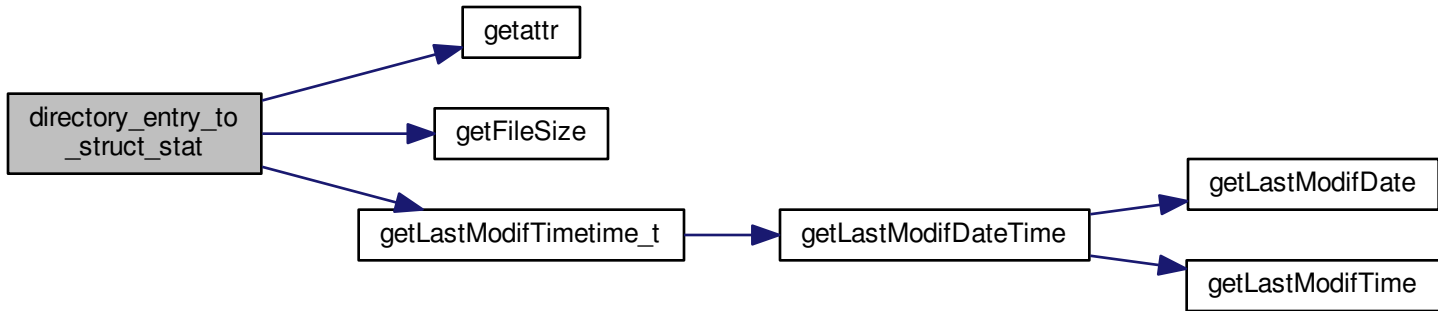 getattr
directory_entry_to
_struct_stat
getFileSize
getLastModifTimetime_t
getLastModifDateTime
getLastModifDate
getLastModifTime